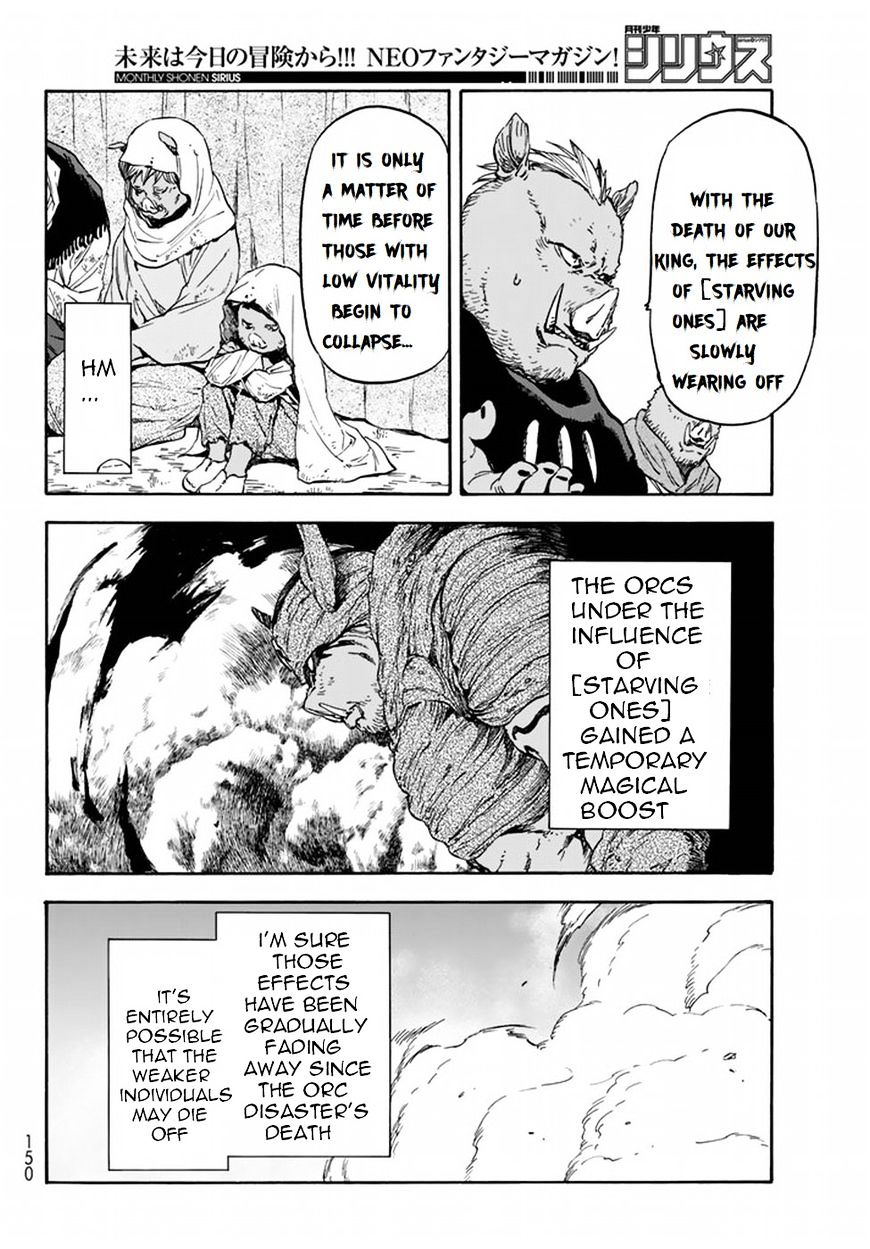 未来は今日の冒険から!!! NEOファンタジーマガジン!
月刊少年
シリウス
MONTHLY SHONEN SIRIUS
WITH THE
DEATH OF OUR
KING, THE EFFECTS
OF [STARVING
ONES] ARE
SLOWLY
WEARING OFF
IT IS ONLY
A MATTER OF
TIME BEFORE
THOSE WITH
LOW VITALITY
BEGIN TO
COLLAPSE...
HM
...
THE ORCS
UNDER THE
INFLUENCE
OF
[STARVING
ONES]
GAINED A
TEMPORARY
MAGICAL
BOOST
I'M SURE
THOSE
EFFECTS
HAVE BEEN
GRADUALLY
FADING
AWAY SINCE
THE ORC
DISASTER'S
DEATH
IT'S
ENTIRELY
POSSIBLE
THAT THE
WEAKER
INDIVIDUALS
MAY DIE
OFF
150